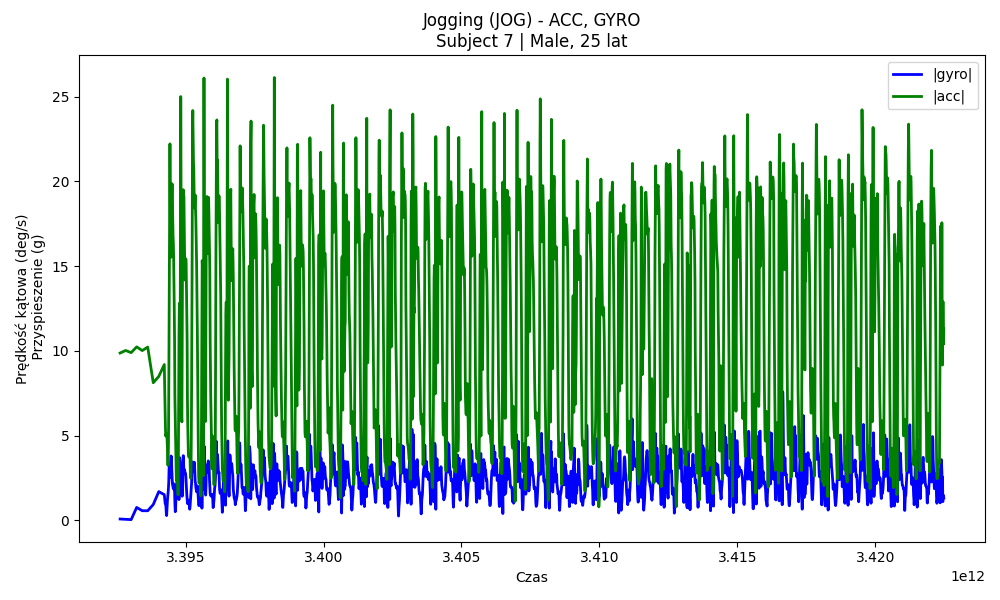 Jogging (JOG) - ACC, GYRO
Subject 7 | Male, 25 lat
|gyro|
|acc|
Prędkość kątowa (deg/s)
Przyspieszenie (g)
25
20
15
10
5
0
3.395
3.400
3.405
3.410
3.415
3.420
1e12
Czas